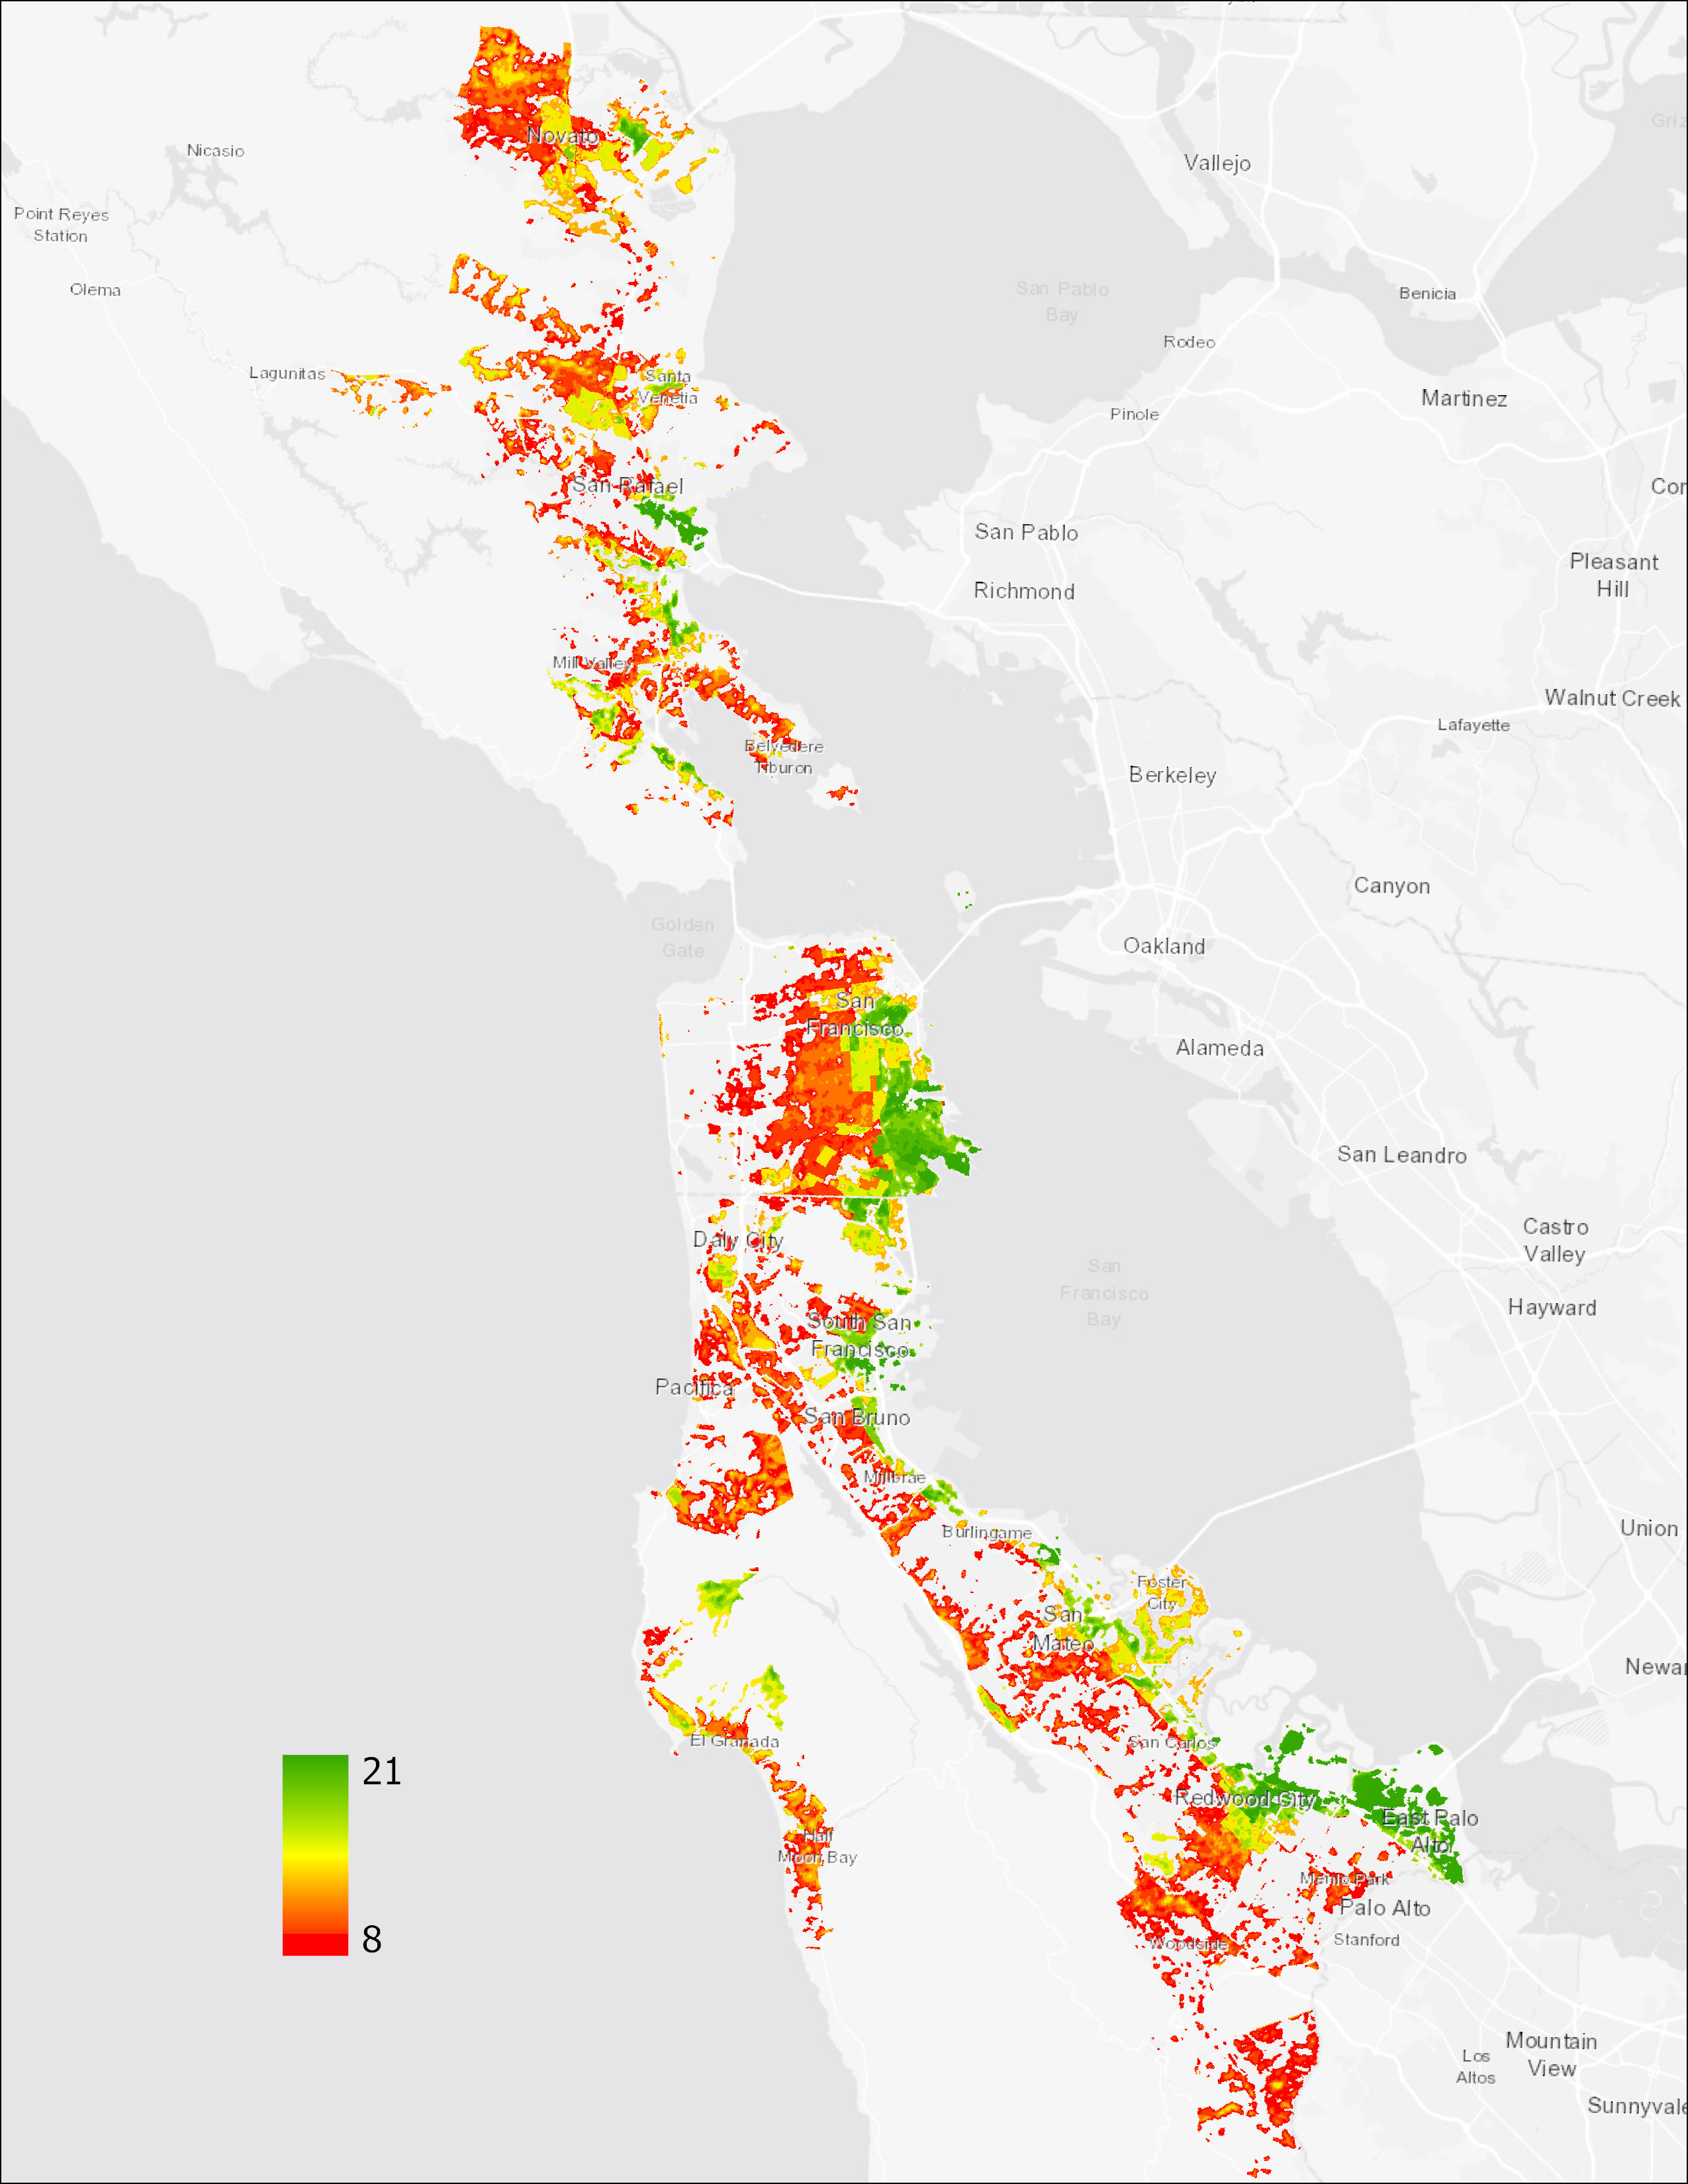 Novato
Nicasio
Vallejo
Point Reyes
Station
Olema
San Pablo
Bay
Benicia
Rodeo
Lagunitas
Santa
Venetia
Martinez
Pinole
San Rafael
San Pablo
Pleasant
Hill
Richmond
Mill Valley
Walnut Creek
Lafayette
Belvedere
Tiburon
Berkeley
Canyon
Golden
Gate
Oakland
San
Francisco
Alameda
San Leandro
Daly City
Castro
Valley
San
Francisco
Bay
Hayward
South San
Francisco
Pacifica
San Bruno
Millbrae
Burlingame
Union
Foster
City
San
Mateo
El Granada
San Carlos
21
Redwood City
East Palo
Alto
Half
Moon Bay
Menlo Park
Palo Alto
8
Woodside
Stanford
Mountain
View
Los
Altos